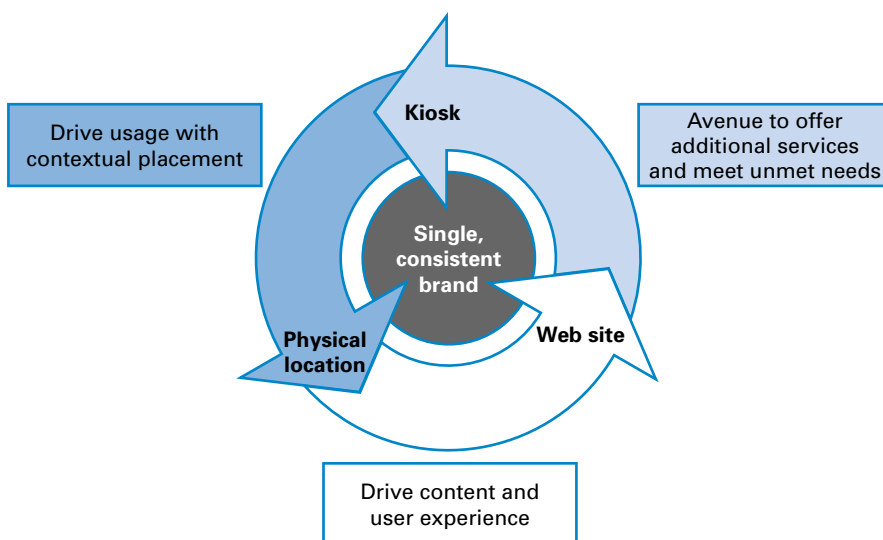 Kiosk
Drive usage with
contextual placement
Avenue to offer
additional services
and meet unmet needs
Single,
consistent
brand
Physical
location
Web site
Drive content and
user experience